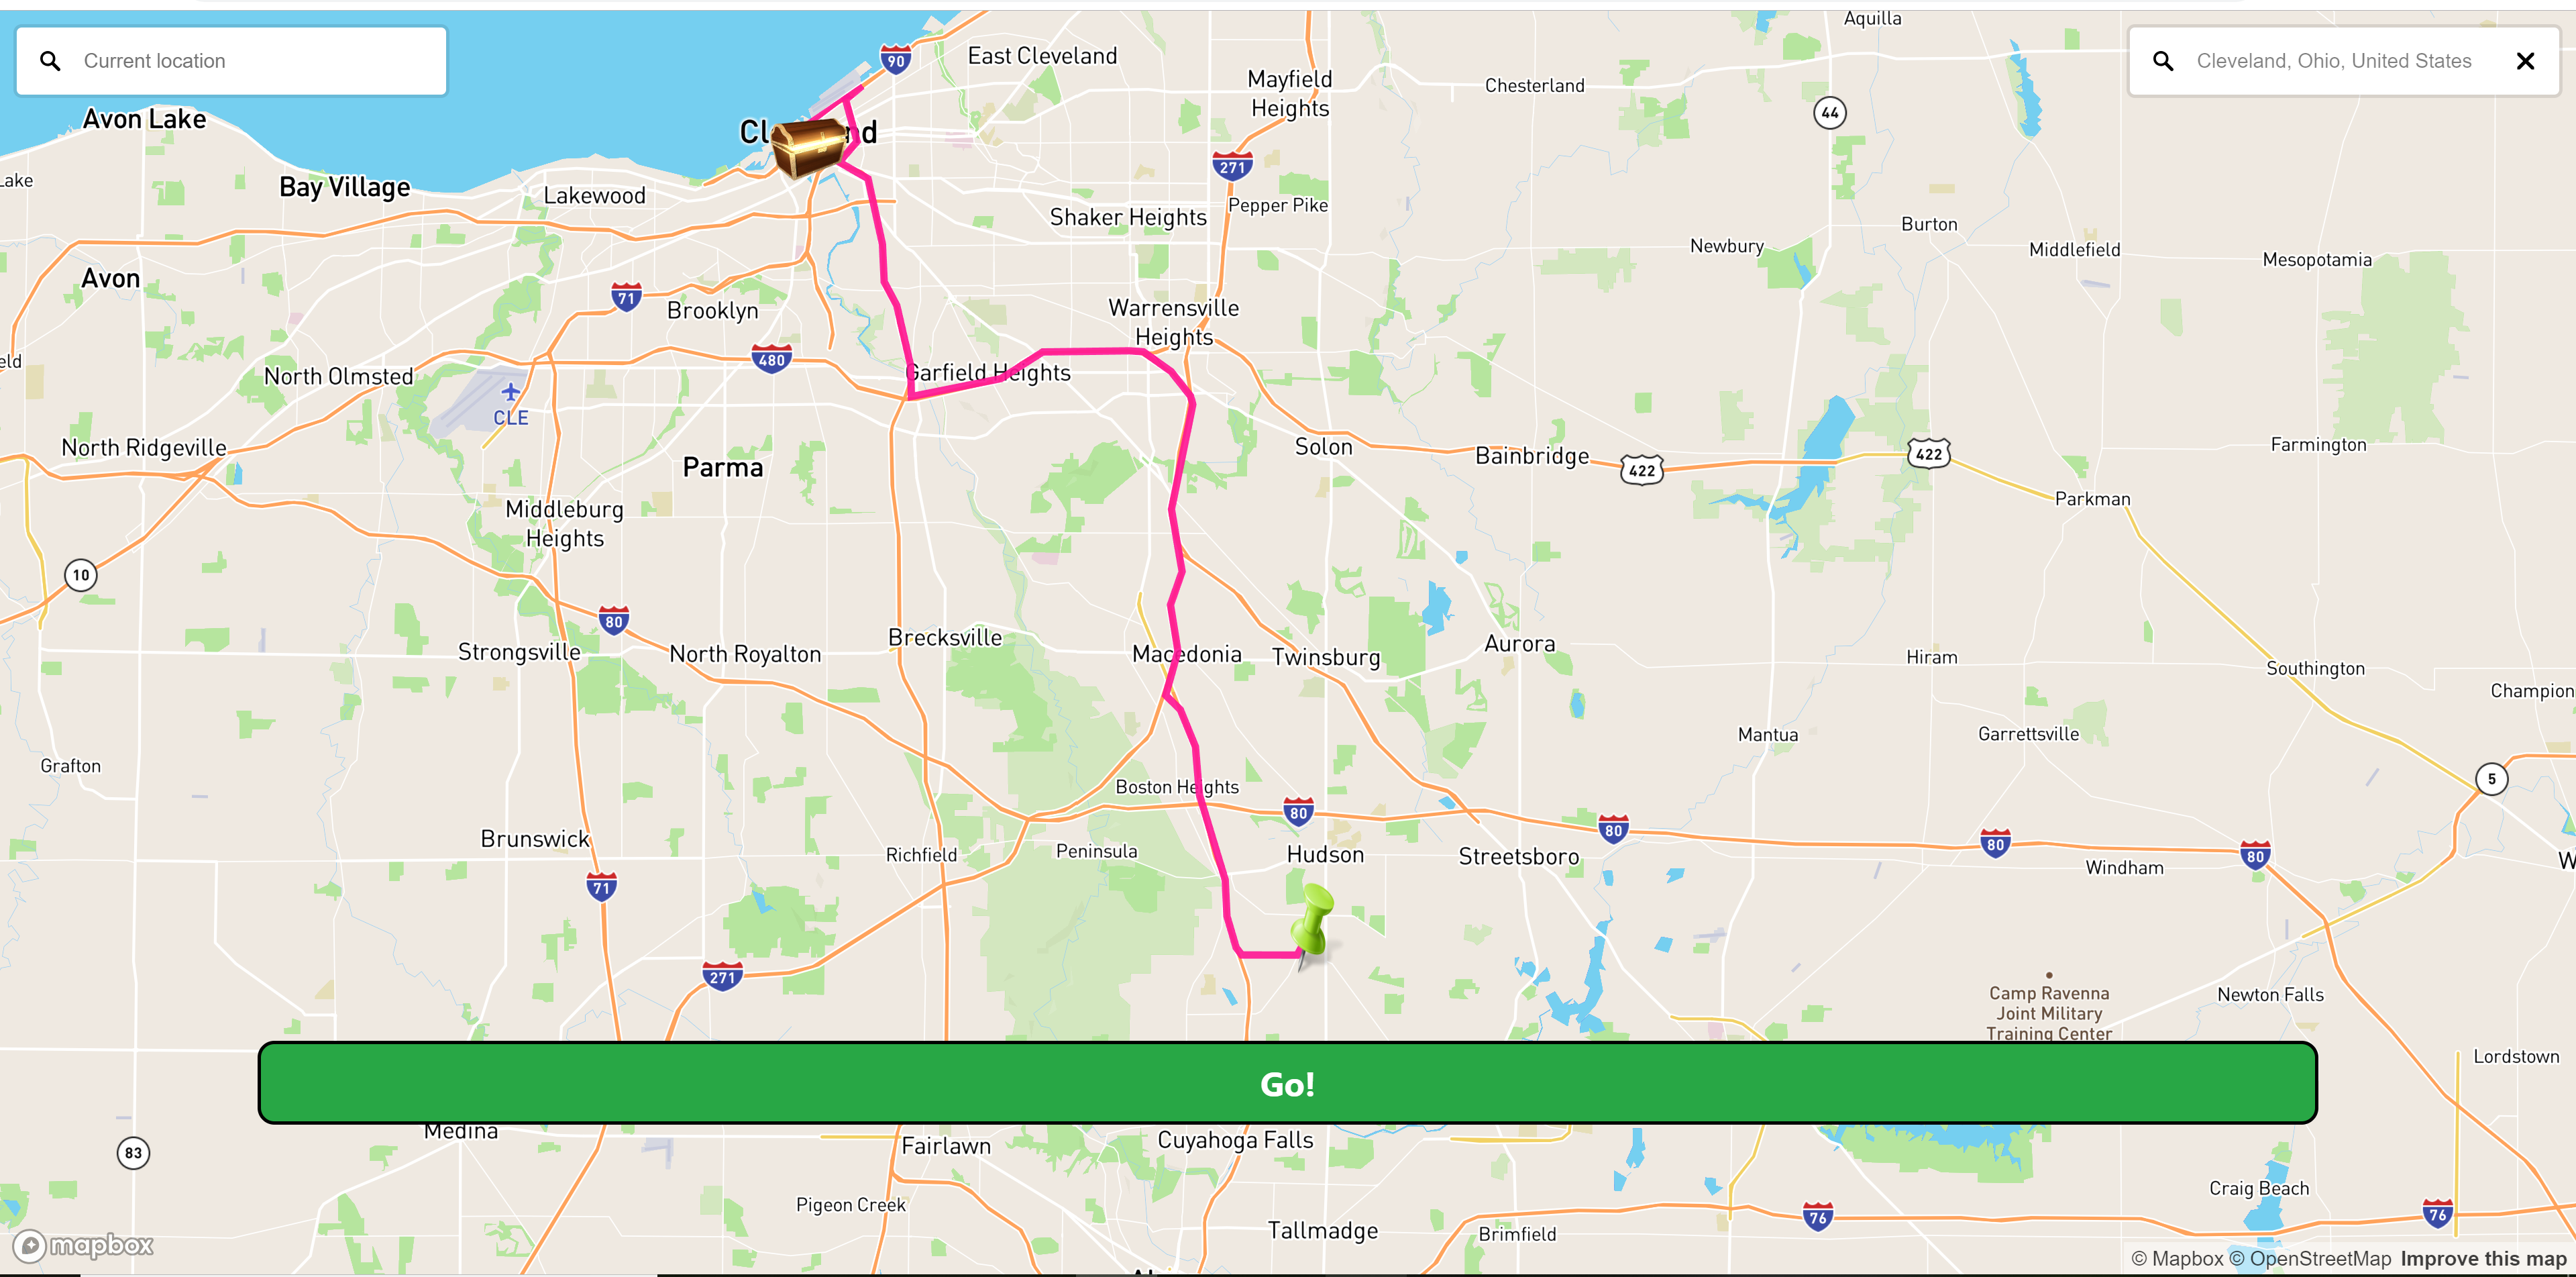 Current location
Cleveland, Ohio, United States
Aquilla
90
East Cleveland
Mayfield
Heights
Chesterland
44
Avon Lake
271
Lake
Bay Village
Lakewood
Shaker Heights
Pepper Pike
Burton
Newbury
Middlefield
Mesopotamia
Avon
71
Brooklyn
Warrensville
Heights
480
Garfield Heights
North Olmsted
CLE
North Ridgeville
Parma
Solon
Bainbridge
422
422
Farmington
Parkman
Middleburg
Heights
10
80
Strongsville
North Royalton
Brecksville
Macedonia
Twinsburg
Aurora
Hiram
Southington
Champion
Mantua
Garrettsville
Grafton
Boston Heights
80
80
80
80
5
Brunswick
Richfield
Peninsula
Hudson
Streetsboro
Windham
71
271
Camp Ravenna
Joint Military
Training Center
Newton Falls
Lordstown
Go!
Medina
83
Fairlawn
Cuyahoga Falls
Pigeon Creek
Tallmadge
Brimfield
76
Craig Beach
76
mapbox
© Mapbox © OpenStreetMap Improve this map